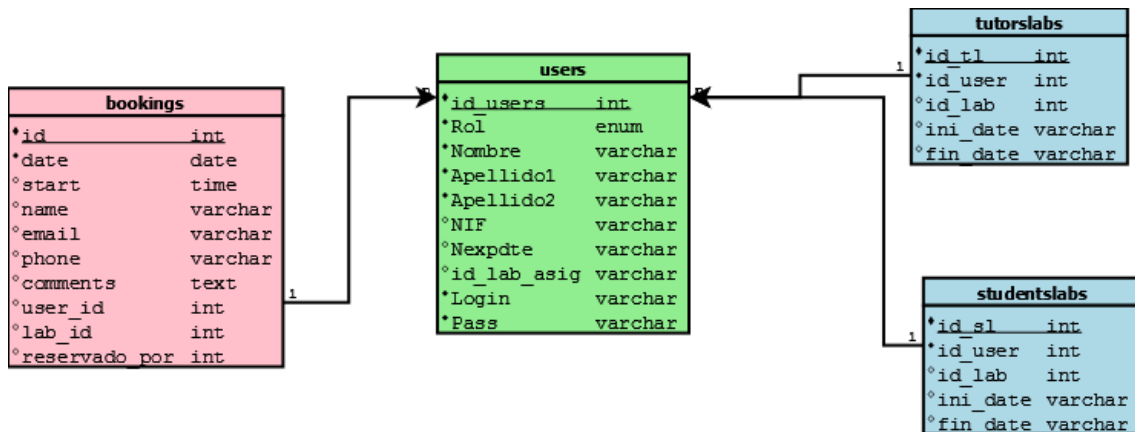 bookings
id int
date date
start time
name varchar
email varchar
phone varchar
comments text
user_id int
lab_id int
reservado_por int
1
users
id_users int
Rol enum
Nombre varchar
Apellido1 varchar
Apellido2 varchar
NIF varchar
Nexpdte varchar
id_lab_asig varchar
Login varchar
Pass varchar
1
tutorslabs
id_tl int
id_user int
id_lab int
ini_date varchar
fin_date varchar
1
studentslabs
id_sl int
id_user int
id_lab int
ini_date varchar
fin_date varchar